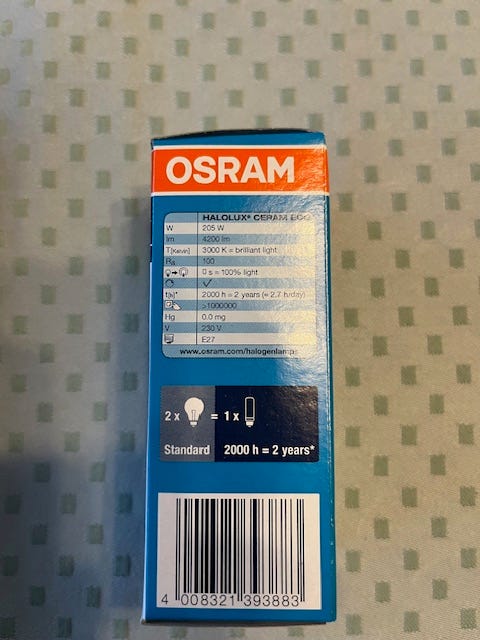 OSRAM
HALOLUX® CERAM ECO
W 205 W
lm 4200 lm
T[Kelvin] 3000 K = brilliant light
Ra 100
0 s = 100% light
✓
t[h]* 2000 h = 2 years (= 2.7 h/day)
>1000000
Hg 0.0 mg
V 230 V
E27
www.osram.com/halogenlamps
2 x = 1 x
Standard 2000 h = 2 years*
4 008321 393883